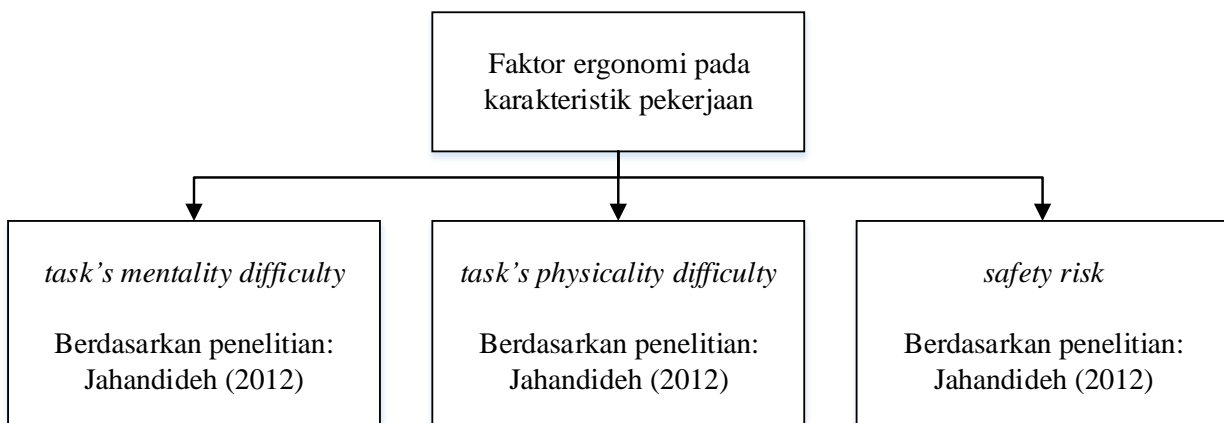 Faktor ergonomi pada
karakteristik pekerjaan
task’s mentality difficulty
Berdasarkan penelitian:
Jahandideh (2012)
task’s physicality difficulty
Berdasarkan penelitian:
Jahandideh (2012)
safety risk
Berdasarkan penelitian:
Jahandideh (2012)